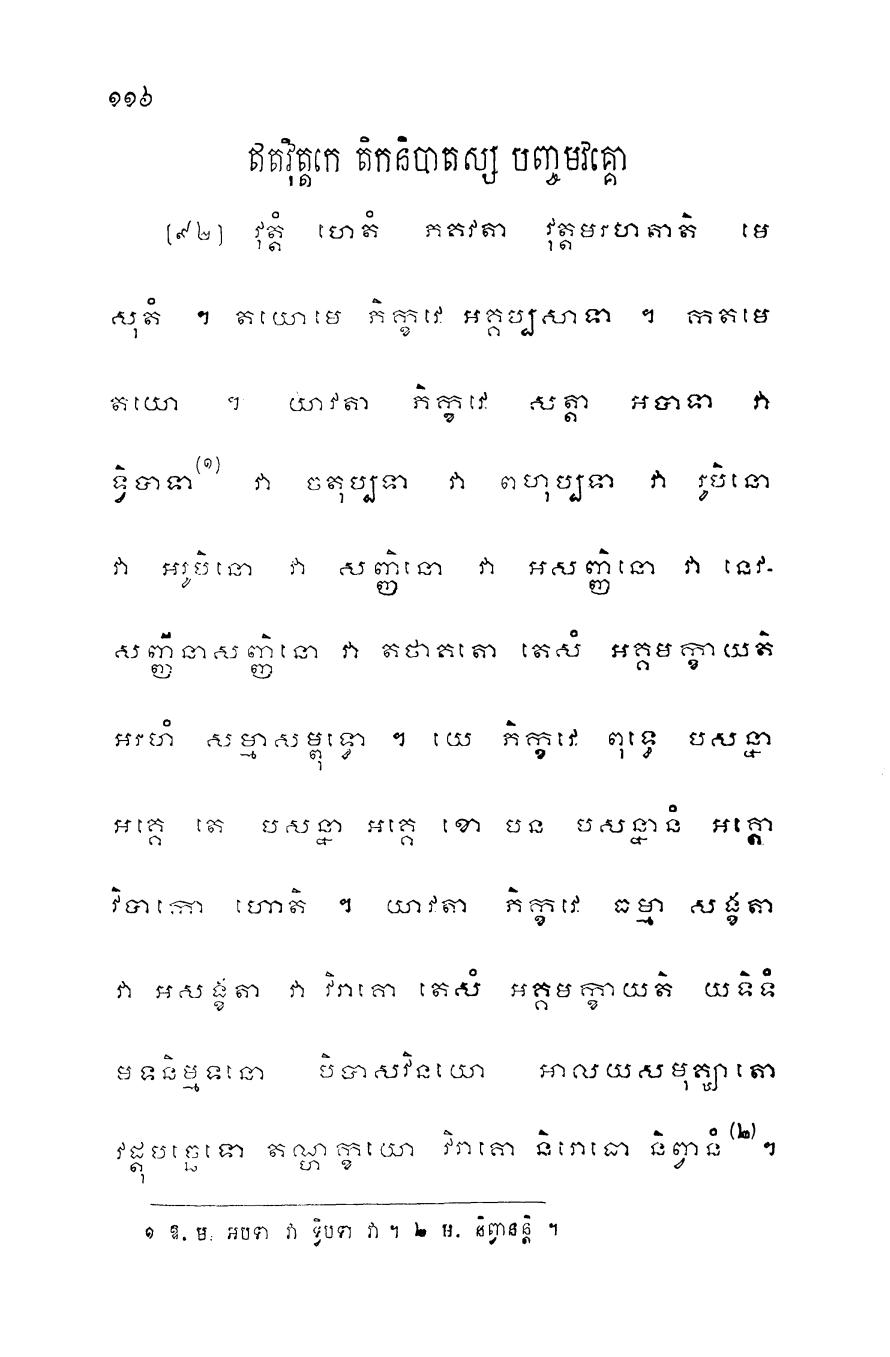 ១១៦
ឥតិវុត្តកេ តិកនិបាតស្ស បញ្ចមវគ្គោ
[៩២] វុត្តំ ហេតំ ភគវតា វុត្តមរហតាតិ មេ
សុតំ ។ តយោមេ ភិក្ខវេ អគ្គប្បសាទា ។ កតមេ
តយោ ។ យាវតា ភិក្ខវេ សត្តា អបាទា វា
ទ្វិបាទា(១) វា ចតុប្បទា វា ពហុប្បទា វា រូបិនោ
វា អរូបិនោ វា សញ្ញិនោ វា អសញ្ញិនោ វា នេវ-
សញ្ញីនាសញ្ញិនោ វា តថាគតោ តេសំ អគ្គមក្ខាយតិ
អរហំ សម្មាសម្ពុទ្ធោ ។ យេ ភិក្ខវេ ពុទ្ធេ បសន្នា
អគ្គេ តេ បសន្នា អគ្គេ ខោ បន បសន្នានំ អគ្គោ
វិបាកោ ហោតិ ។ យាវតា ភិក្ខវេ ធម្មា សង្ខតា
វា អសង្ខតា វា វិរាគោ តេសំ អគ្គមក្ខាយតិ យទិទំ
មទនិម្មទនោ បិបាសវិនយោ អាលយសមុគ្ឃាតោ
វដ្តុបច្ឆេទោ តណ្ហក្ខយោ វិរាគោ និរោធោ និព្វានំ(២) ។
១ ឱ. ម. អបទា វា ទ្វិបទា វា ។ ២ ម. និព្វានន្តិ ។